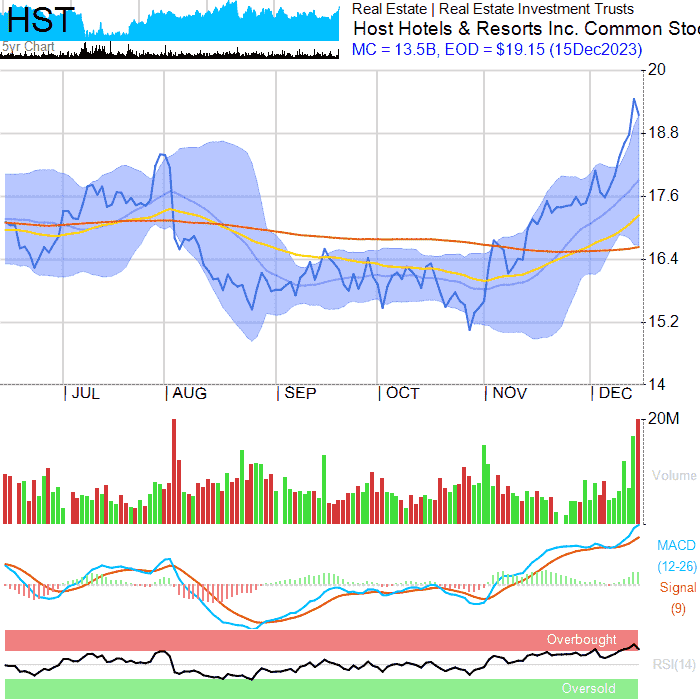 HST
5yr Chart
Real Estate | Real Estate Investment Trusts
Host Hotels & Resorts Inc. Common Stoc
MC = 13.5B, EOD = $19.15 (15Dec2023)
20
18.8
17.6
16.4
15.2
14
| JUL | AUG | SEP | OCT | NOV | DEC
20M
Volume
MACD
(12-26)
Signal
(9)
Overbought
RSI(14)
Oversold